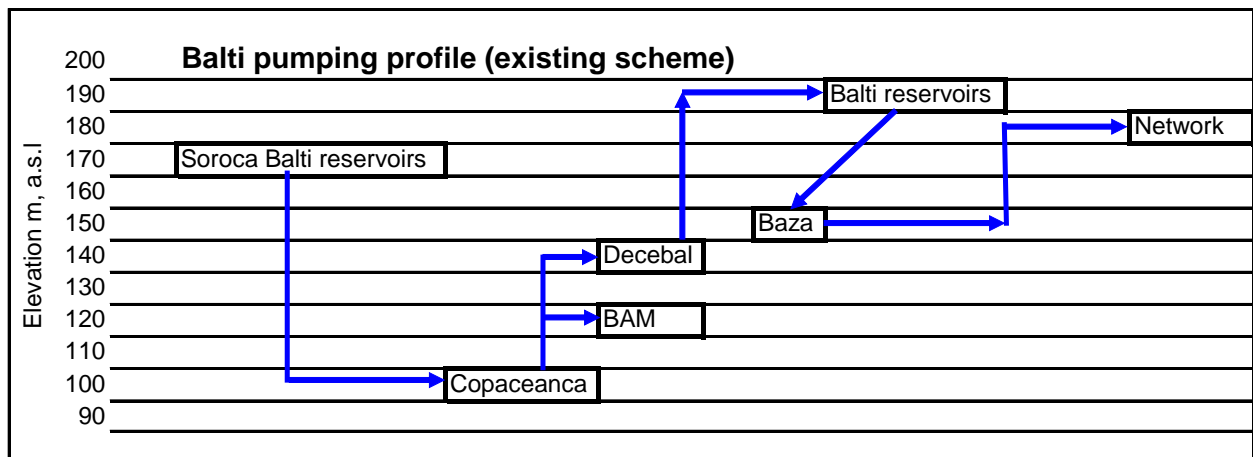 Balti pumping profile (existing scheme)
Elevation m, a.s.l
200
190
180
170
160
150
140
130
120
110
100
90
Balti reservoirs
Network
Soroca Balti reservoirs
Baza
Decebal
BAM
Copaceanca